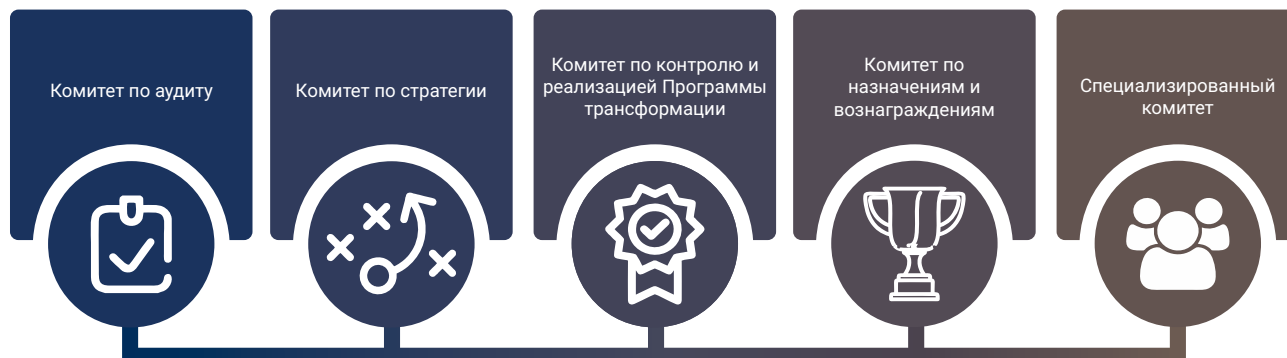 Комитет по аудиту
Комитет по стратегии
Комитет по контролю и
реализацией Программы
трансформации
Комитет по
назначениям и
вознаграждениям
Специализированный
комитет